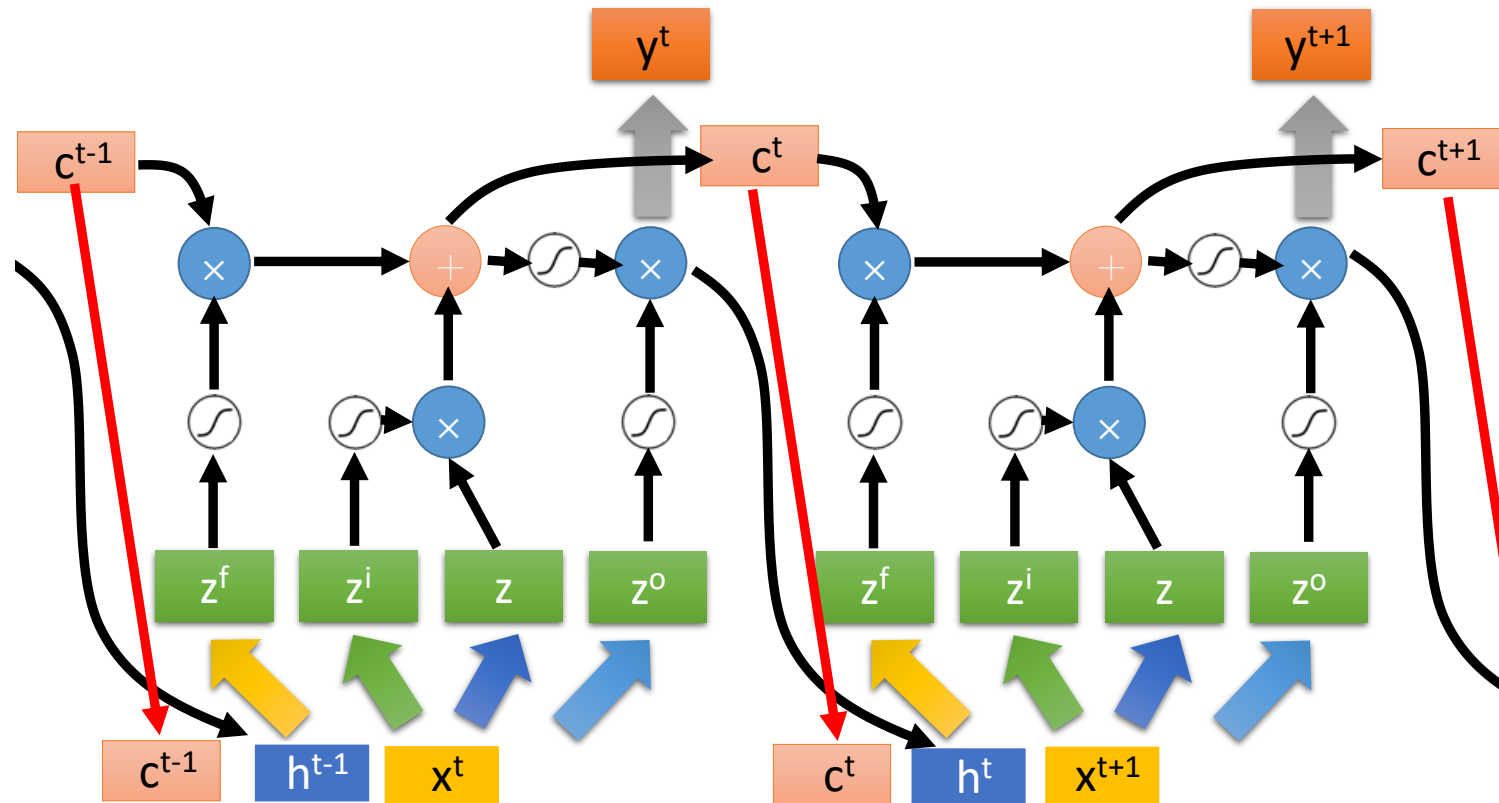 y^t y^{t+1}
c^{t-1} c^t c^{t+1}
× + × × + ×
× ×
z^f z^i z z^o z^f z^i z z^o
c^{t-1} h^{t-1} x^t c^t h^t x^{t+1}